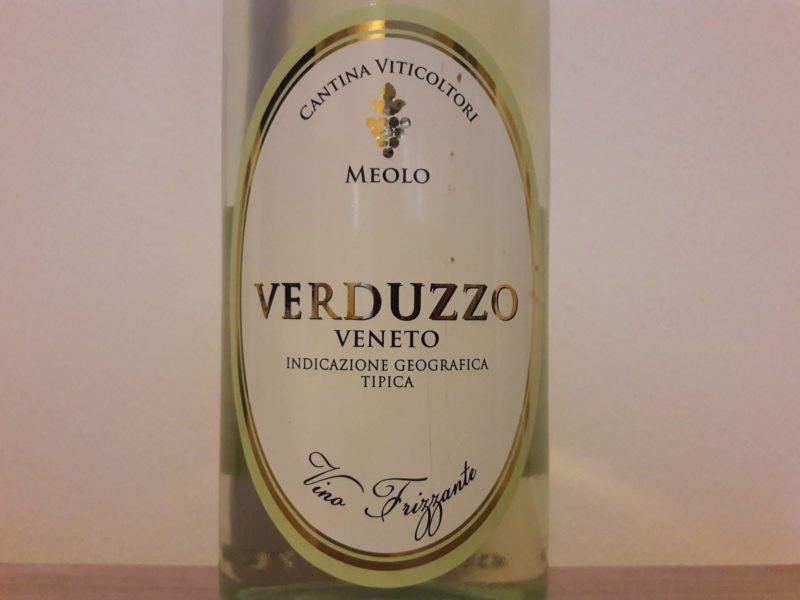 CANTINA VITICOLTORI
MEOLO
VERDUZZO
VENETO
INDICAZIONE GEOGRAFICA
TIPICA
Vino Frizzante